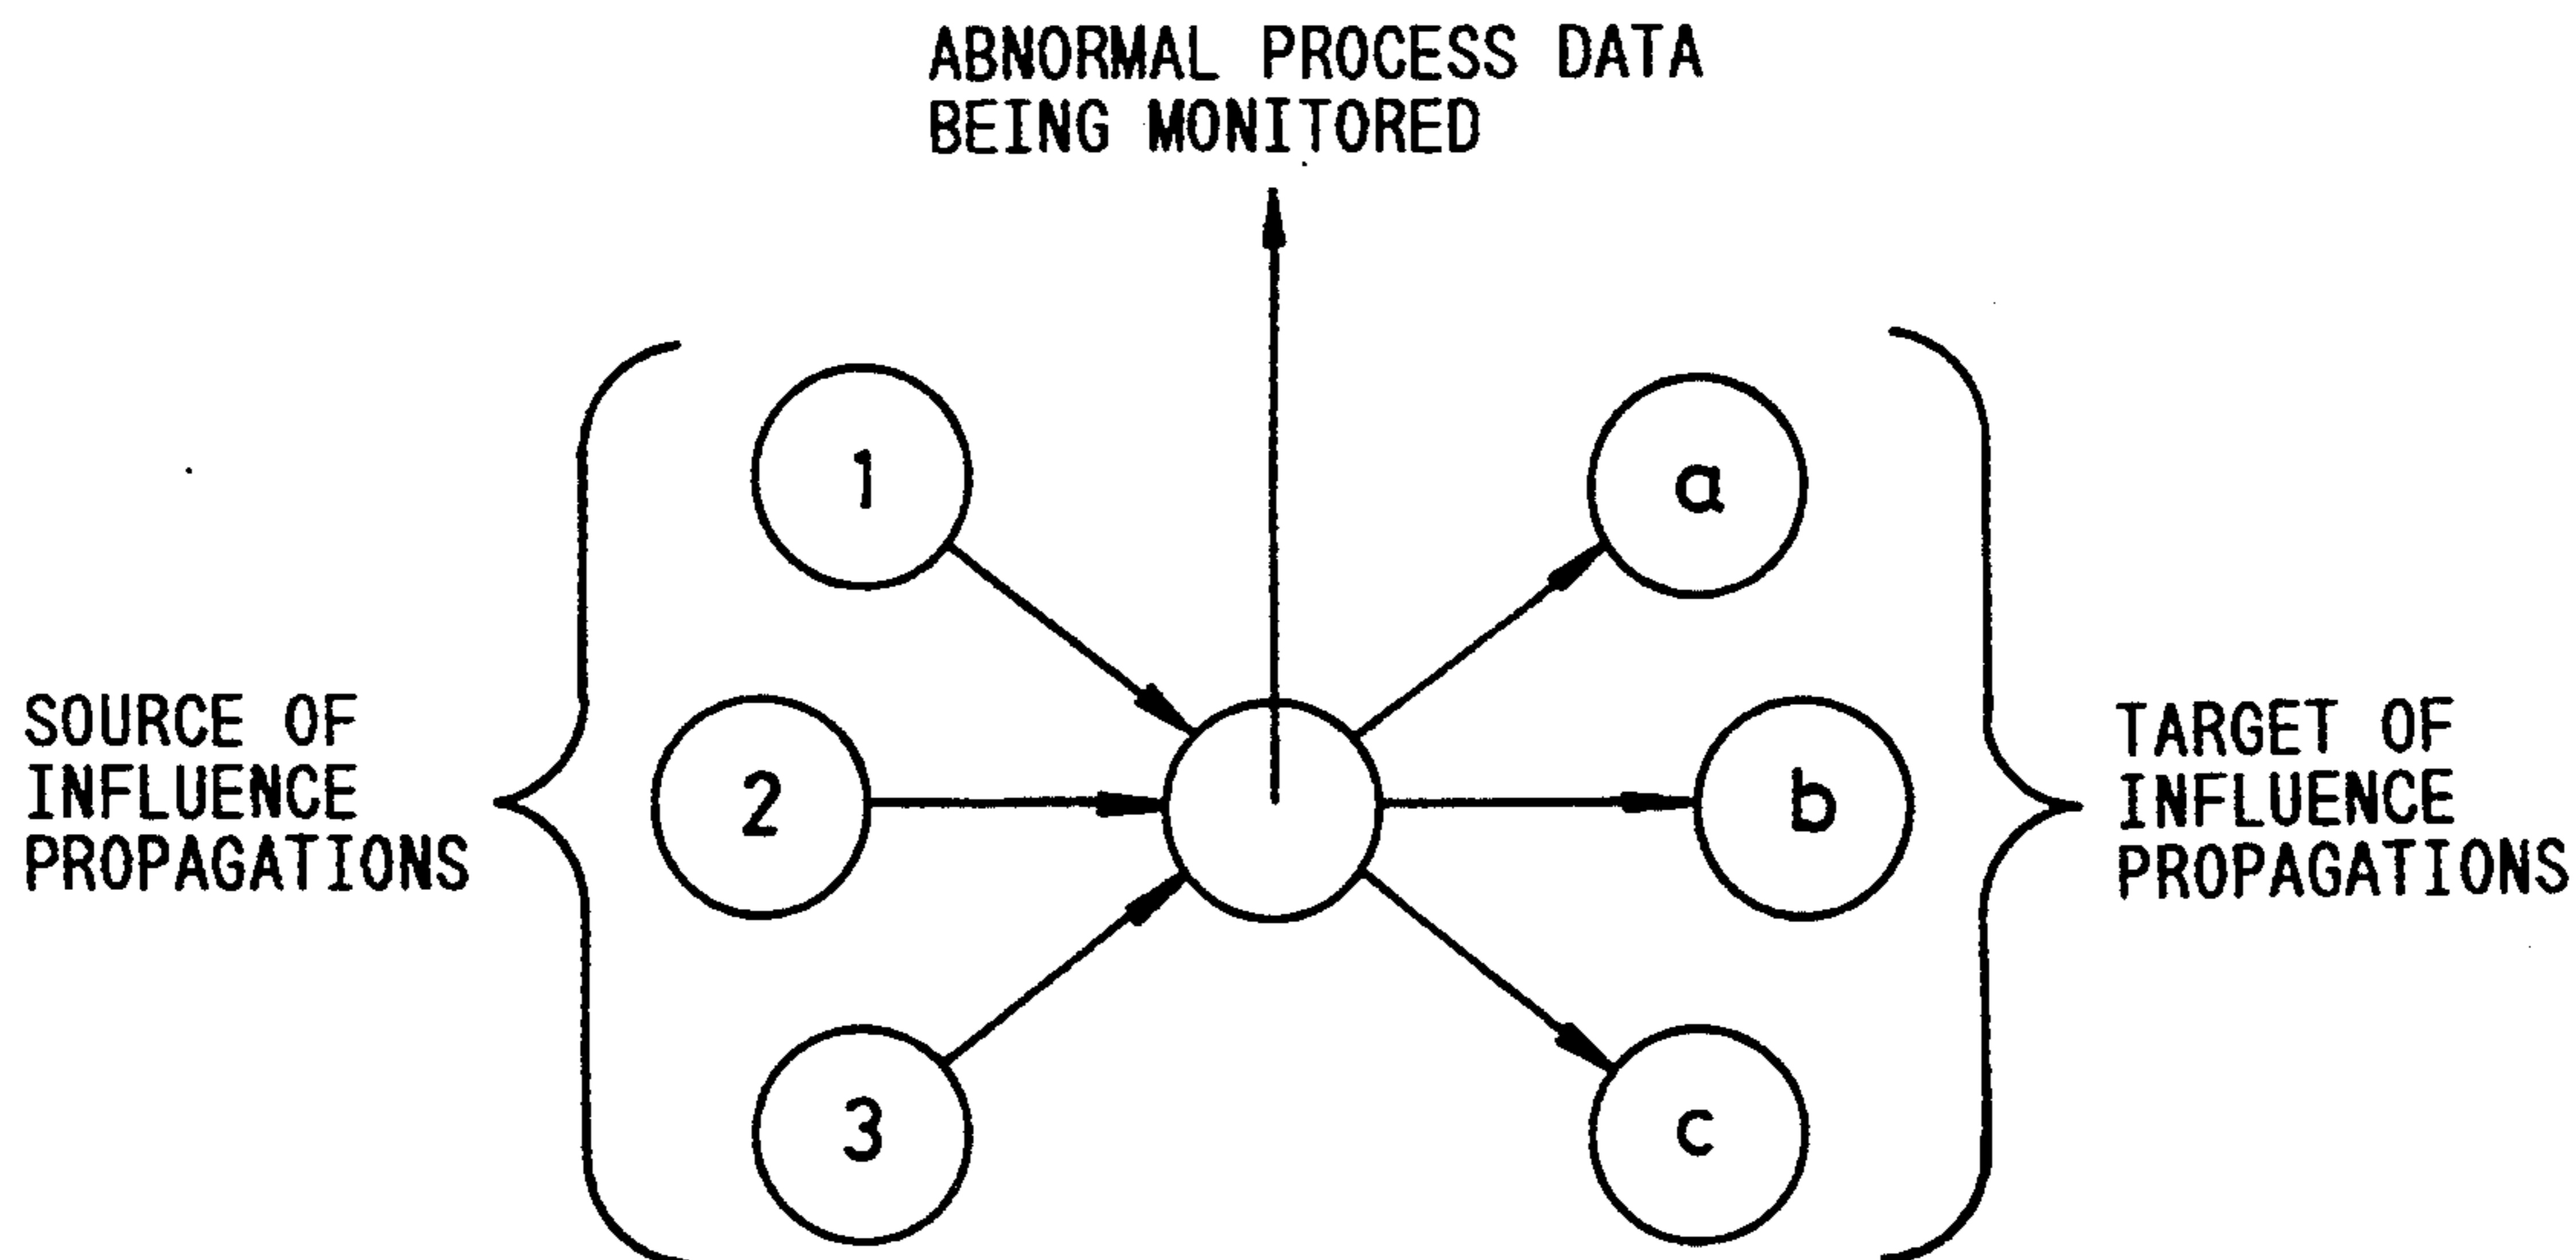 ABNORMAL PROCESS DATA
BEING MONITORED
1
a
SOURCE OF
INFLUENCE
PROPAGATIONS
2
b
TARGET OF
INFLUENCE
PROPAGATIONS
3
c